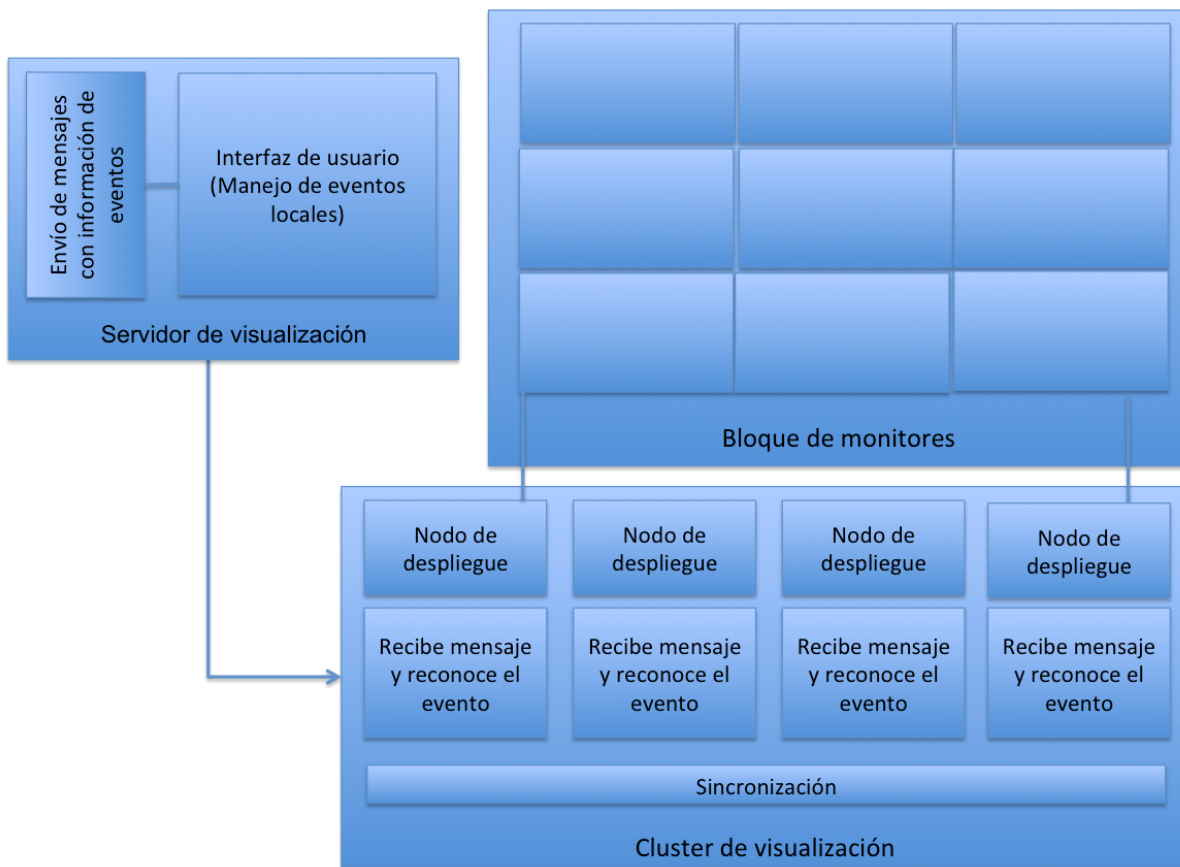 Envío de mensajes
con información de
eventos
Interfaz de usuario
(Manejo de eventos
locales)
Servidor de visualización
Bloque de monitores
Nodo de
despliegue
Nodo de
despliegue
Nodo de
despliegue
Nodo de
despliegue
Recibe mensaje
y reconoce el
evento
Recibe mensaje
y reconoce el
evento
Recibe mensaje
y reconoce el
evento
Recibe mensaje
y reconoce el
evento
Sincronización
Cluster de visualización